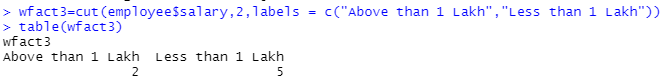 > wfact3=cut(employee$salary,2,labels = c("Above than 1 Lakh","Less than 1 Lakh"))
> table(wfact3)
wfact3
Above than 1 Lakh  Less than 1 Lakh
                2                 5